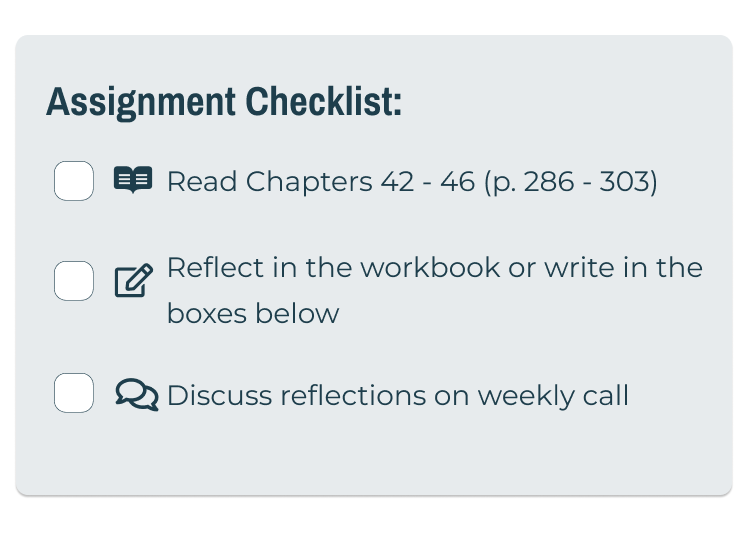 Assignment Checklist:
Read Chapters 42 - 46 (p. 286 - 303)
Reflect in the workbook or write in the
boxes below
Discuss reflections on weekly call